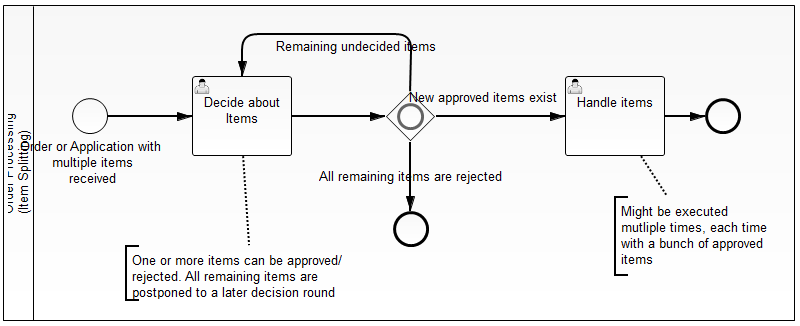 Order Processing
(Item Splitting)
Remaining undecided items
Decide about
Items
New approved items exist
Handle items
Order or Application with
multiple items
received
All remaining items are rejected
One or more items can be approved/
rejected. All remaining items are
postponed to a later decision round
Might be executed
mutliple times, each time
with a bunch of approved
items